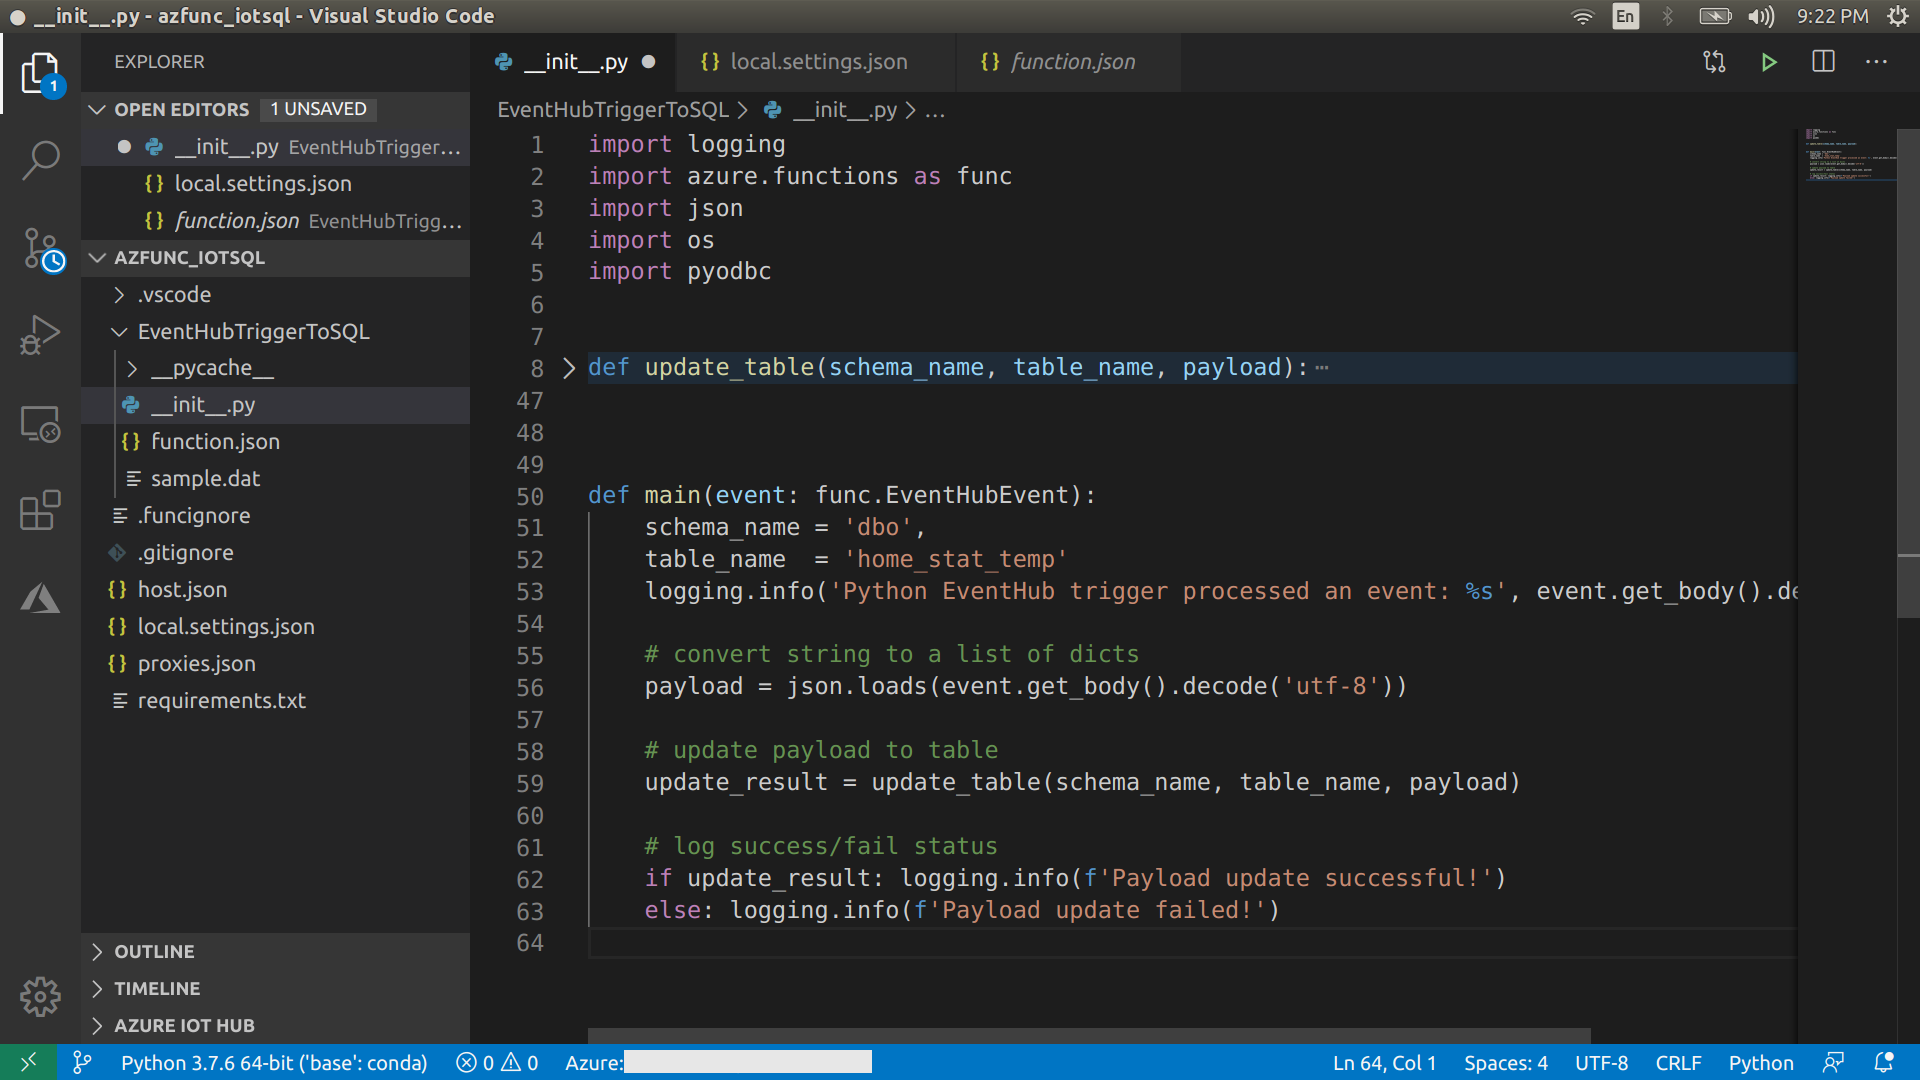 __init__.py - azfunc_iotsql - Visual Studio Code
En
9:22 PM
EXPLORER
1
OPEN EDITORS 1 UNSAVED
__init__.py EventHubTrigger...
{} local.settings.json
{} function.json EventHubTrigg...
AZFUNC_IOTSQL
.vscode
EventHubTriggerToSQL
__pycache__
__init__.py
{} function.json
sample.dat
.funcignore
.gitignore
{} host.json
{} local.settings.json
{} proxies.json
requirements.txt
OUTLINE
TIMELINE
AZURE IOT HUB
__init__.py
{} local.settings.json
{} function.json
EventHubTriggerToSQL > __init__.py > ...
1 import logging
2 import azure.functions as func
3 import json
4 import os
5 import pyodbc
6
7
8 def update_table(schema_name, table_name, payload):⋯
47
48
49
50 def main(event: func.EventHubEvent):
51     schema_name = 'dbo',
52     table_name  = 'home_stat_temp'
53     logging.info('Python EventHub trigger processed an event: %s', event.get_body().de
54
55     # convert string to a list of dicts
56     payload = json.loads(event.get_body().decode('utf-8'))
57
58     # update payload to table
59     update_result = update_table(schema_name, table_name, payload)
60
61     # log success/fail status
62     if update_result: logging.info(f'Payload update successful!')
63     else: logging.info(f'Payload update failed!')
64
Python 3.7.6 64-bit ('base': conda) 0 0 Azure: Ln 64, Col 1 Spaces: 4 UTF-8 CRLF Python